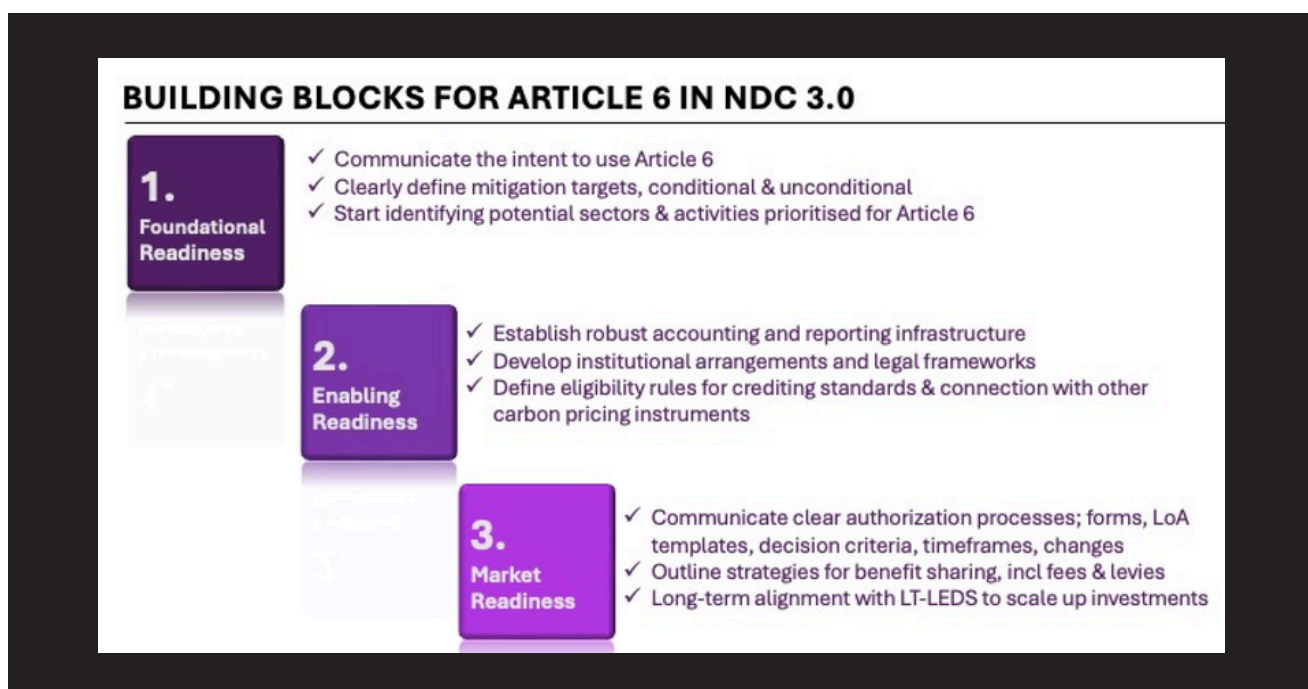 BUILDING BLOCKS FOR ARTICLE 6 IN NDC 3.0
1.
Foundational
Readiness
✓ Communicate the intent to use Article 6
✓ Clearly define mitigation targets, conditional & unconditional
✓ Start identifying potential sectors & activities prioritised for Article 6
2.
Enabling
Readiness
✓ Establish robust accounting and reporting infrastructure
✓ Develop institutional arrangements and legal frameworks
✓ Define eligibility rules for crediting standards & connection with other
carbon pricing instruments
3.
Market
Readiness
✓ Communicate clear authorization processes; forms, LoA
templates, decision criteria, timeframes, changes
✓ Outline strategies for benefit sharing, incl fees & levies
✓ Long-term alignment with LT-LEDS to scale up investments